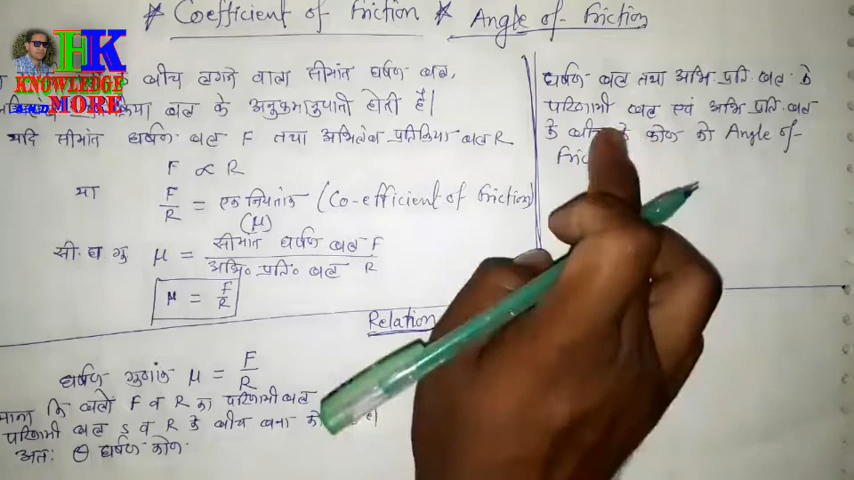 * Coefficient of friction *
HK
KNOWLEDGE
MORE
के बीच लगने वाला सीमांत घर्षण बल,
बल के अनुक्रमानुपाती होती है।
यदि सीमांत घर्षण बल F तथा अभिलंब प्रतिक्रिया बल R
F ∝ R
या
F/R = एक नियतांक (Co-efficient of friction)
(μ)
सी. घ गु μ = सीमांत घर्षण बल F / अभि० प्रति० बल R
μ = F/R
Angle of friction
घर्षण बल तथा अभि. प्रति. बल के
परिणामी बल एवं अभि प्रति. बल
के बीच के कोण को Angle of
Relation
घर्षण गुणांक μ = F/R
माना कि बलों F व R का परिणामी बल
परिणामी बल S व R के बीच बना
अतः θ घर्षण कोण